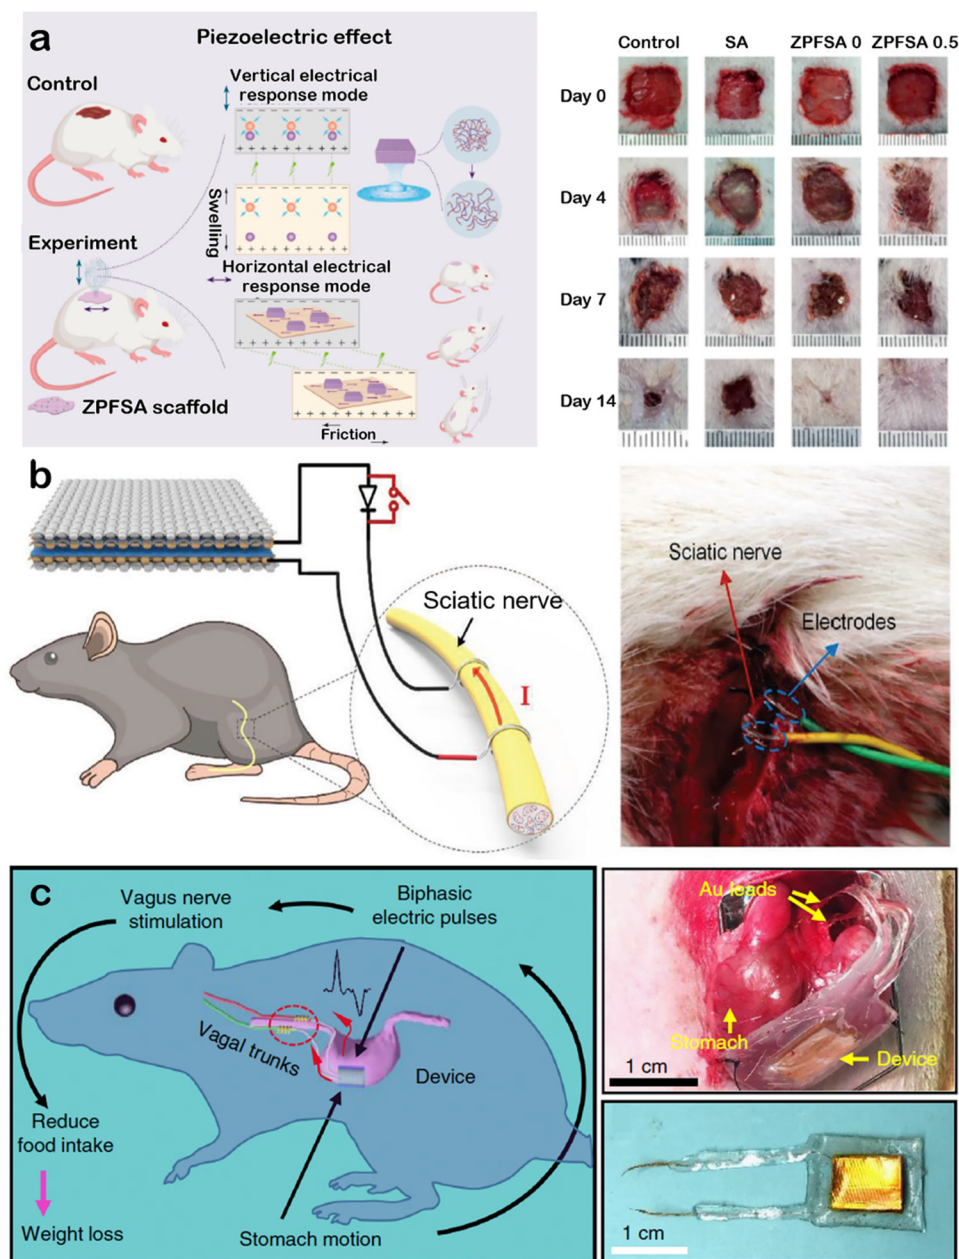 a
Piezoelectric effect
Control
Vertical electrical
response mode
Swelling
Experiment
Horizontal electrical
response mode
ZPFSA scaffold
Friction
Control SA ZPFSA 0 ZPFSA 0.5
Day 0
Day 4
Day 7
Day 14
b
Sciatic nerve
I
Sciatic nerve
Electrodes
c
Vagus nerve
stimulation
Biphasic
electric pulses
Vagal trunks
Device
Reduce
food intake
Weight loss
Stomach motion
Au leads
Stomach
Device
1 cm
1 cm